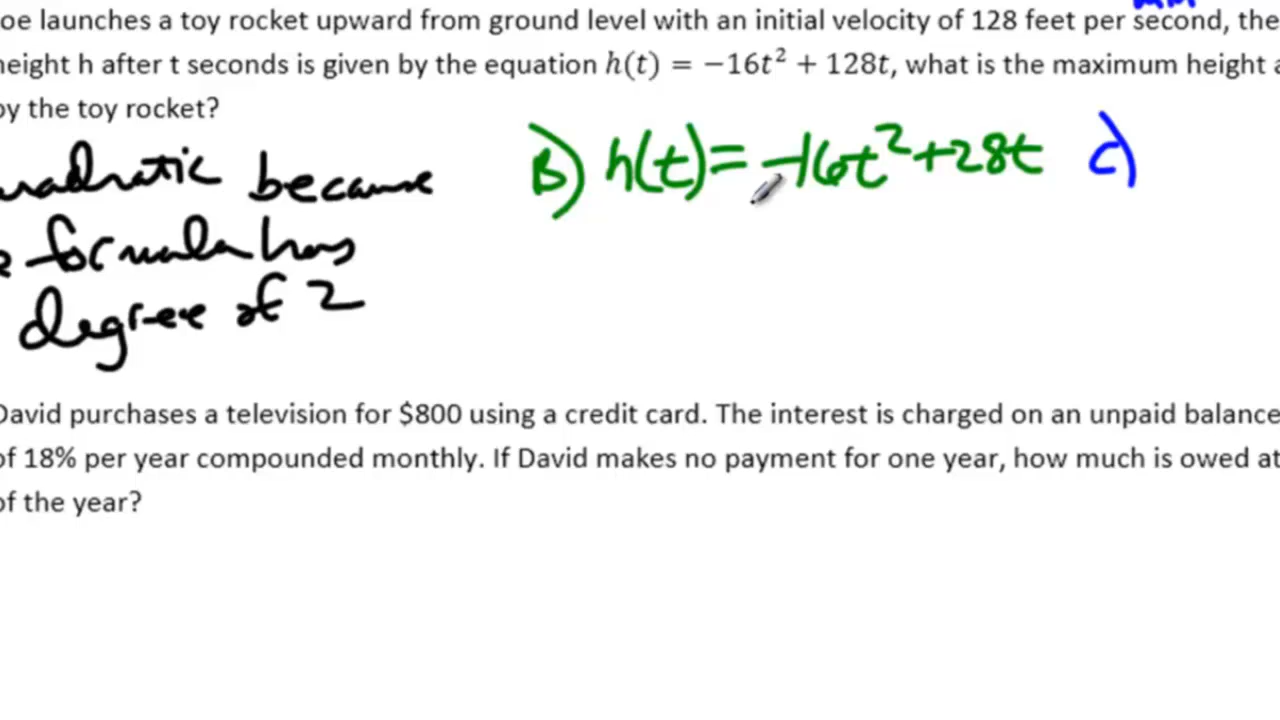 oe launches a toy rocket upward from ground level with an initial velocity of 128 feet per second, the
height h after t seconds is given by the equation h(t) = −16t² + 128t, what is the maximum height a
by the toy rocket?
B) h(t)= -16t²+28t C)
uadratic because
e formula has
degree of 2
David purchases a television for $800 using a credit card. The interest is charged on an unpaid balance
of 18% per year compounded monthly. If David makes no payment for one year, how much is owed at
of the year?